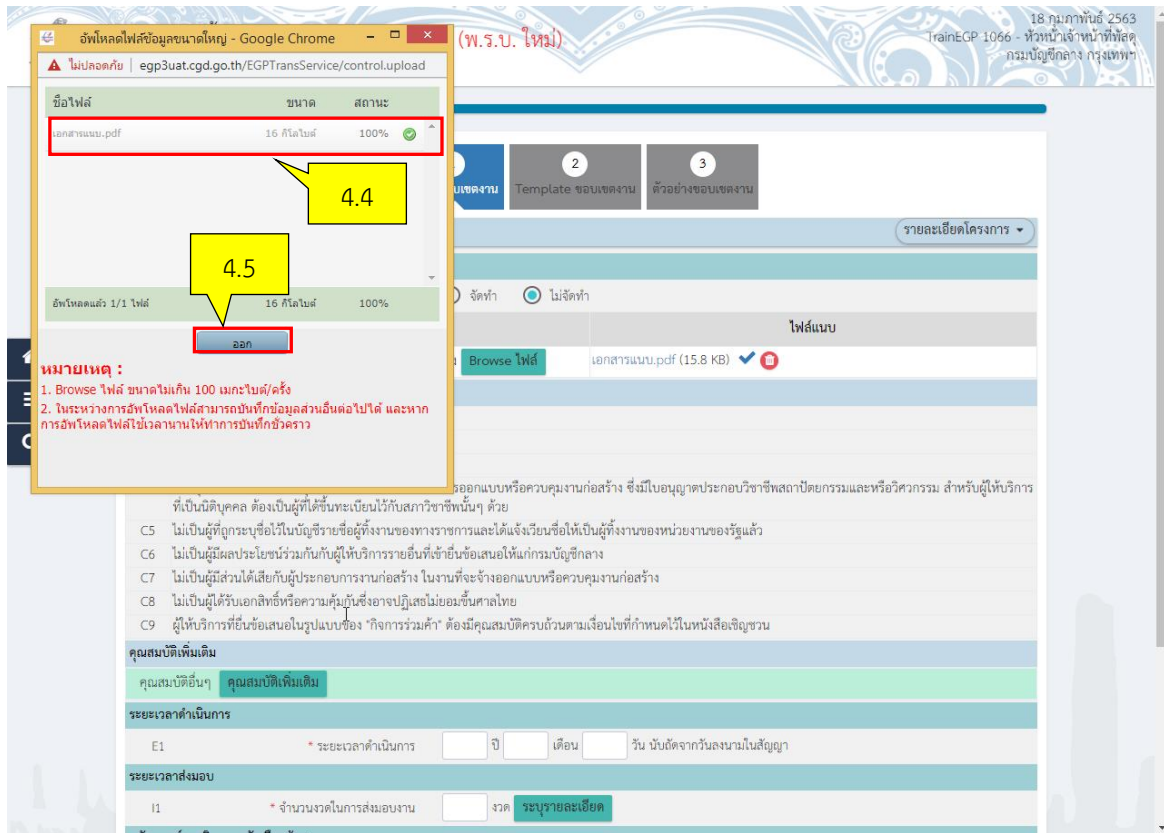 18 กุมภาพันธ์ 2563
(พ.ร.บ. ใหม่)
TrainEGP 1066 - หัวหน้าเจ้าหน้าที่พัสดุ
กรมบัญชีกลาง กรุงเทพฯ
อัพโหลดไฟล์ข้อมูลขนาดใหญ่ - Google Chrome
ไม่ปลอดภัย | egp3uat.cgd.go.th/EGPTransService/control.upload
ชื่อไฟล์ ขนาด สถานะ
เอกสารแนบ.pdf 16 กิโลไบต์ 100%
4.4
4.5
อัพโหลดแล้ว 1/1 ไฟล์ 16 กิโลไบต์ 100%
ออก
หมายเหตุ :
1. Browse ไฟล์ ขนาดไม่เกิน 100 เมกะไบต์/ครั้ง
2. ในระหว่างการอัพโหลดไฟล์สามารถบันทึกข้อมูลส่วนอื่นต่อไปได้ และหาก
การอัพโหลดไฟล์ใช้เวลานานให้ทำการบันทึกชั่วคราว
2 3
Template ขอบเขตงาน ตัวอย่างขอบเขตงาน
รายละเอียดโครงการ
จัดทำ ไม่จัดทำ
ไฟล์แนบ
Browse ไฟล์ เอกสารแนบ.pdf (15.8 KB)
ออกแบบหรือควบคุมงานก่อสร้าง ซึ่งมีใบอนุญาตประกอบวิชาชีพสถาปัตยกรรมและหรือวิศวกรรม สำหรับผู้ให้บริการ
ที่เป็นนิติบุคคล ต้องเป็นผู้ที่ได้ขึ้นทะเบียนไว้กับสภาวิชาชีพนั้นๆ ด้วย
C5 ไม่เป็นผู้ที่ถูกระบุชื่อไว้ในบัญชีรายชื่อผู้ทิ้งงานของทางราชการและได้แจ้งเวียนชื่อให้เป็นผู้ทิ้งงานของหน่วยงานของรัฐแล้ว
C6 ไม่เป็นผู้มีผลประโยชน์ร่วมกันกับผู้ให้บริการรายอื่นที่เข้ายื่นข้อเสนอให้แก่กรมบัญชีกลาง
C7 ไม่เป็นผู้มีส่วนได้เสียกับผู้ประกอบการงานก่อสร้าง ในงานที่จะจ้างออกแบบหรือควบคุมงานก่อสร้าง
C8 ไม่เป็นผู้ได้รับเอกสิทธิ์หรือความคุ้มกันซึ่งอาจปฏิเสธไม่ยอมขึ้นศาลไทย
C9 ผู้ให้บริการที่ยื่นข้อเสนอในรูปแบบของ "กิจการร่วมค้า" ต้องมีคุณสมบัติครบถ้วนตามเงื่อนไขที่กำหนดไว้ในหนังสือเชิญชวน
คุณสมบัติเพิ่มเติม
คุณสมบัติอื่นๆ คุณสมบัติเพิ่มเติม
ระยะเวลาดำเนินการ
E1 * ระยะเวลาดำเนินการ ปี เดือน วัน นับถัดจากวันลงนามในสัญญา
ระยะเวลาส่งมอบ
I1 * จำนวนงวดในการส่งมอบงาน งวด ระบุรายละเอียด